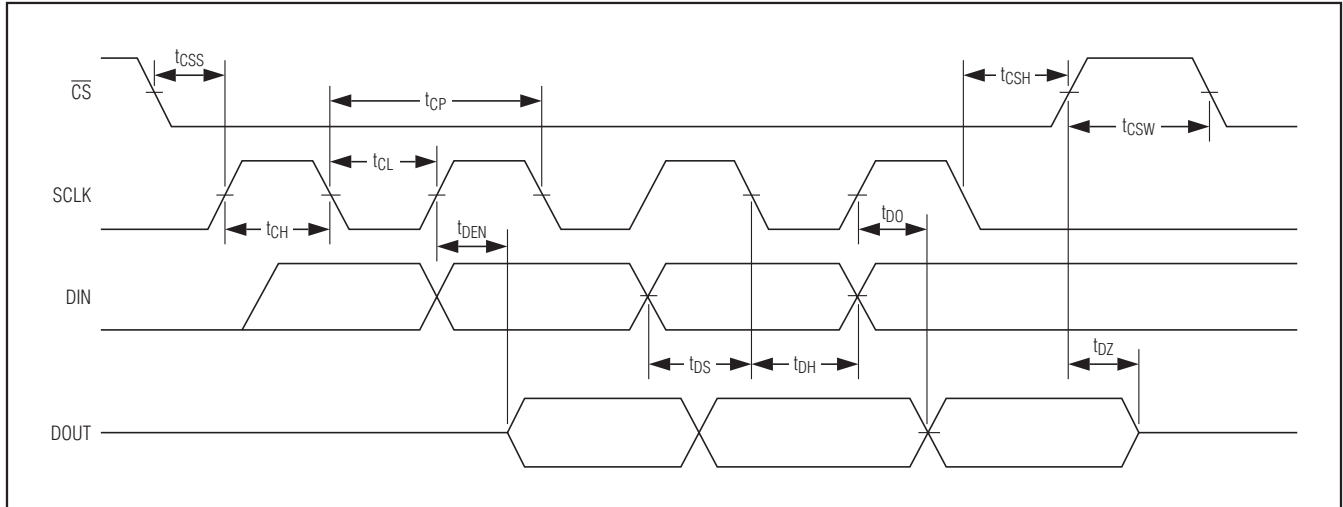 CS
tCSS
tCP
tCSH
tCSW
SCLK
tCL
tCH
tDEN
tDO
DIN
tDS
tDH
tDZ
DOUT